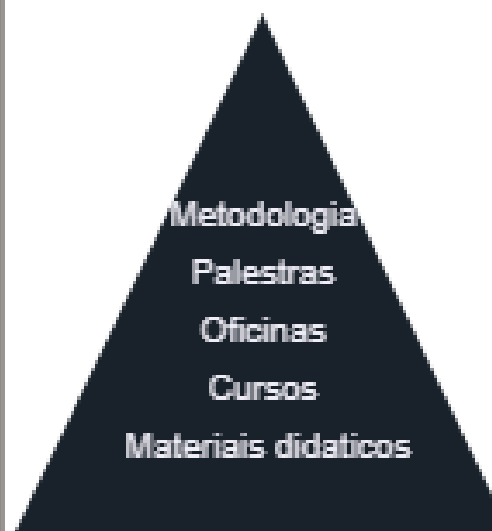 Metodologia
Palestras
Oficinas
Cursos
Materiais didaticos